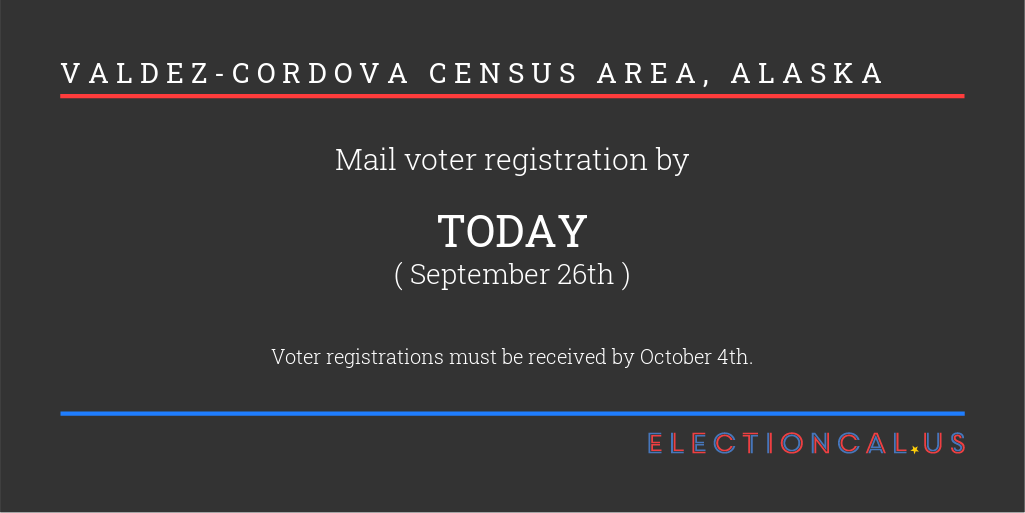 VALDEZ-CORDOVA CENSUS AREA, ALASKA
Mail voter registration by
TODAY
( September 26th )
Voter registrations must be received by October 4th.
ELECTIONCAL.US